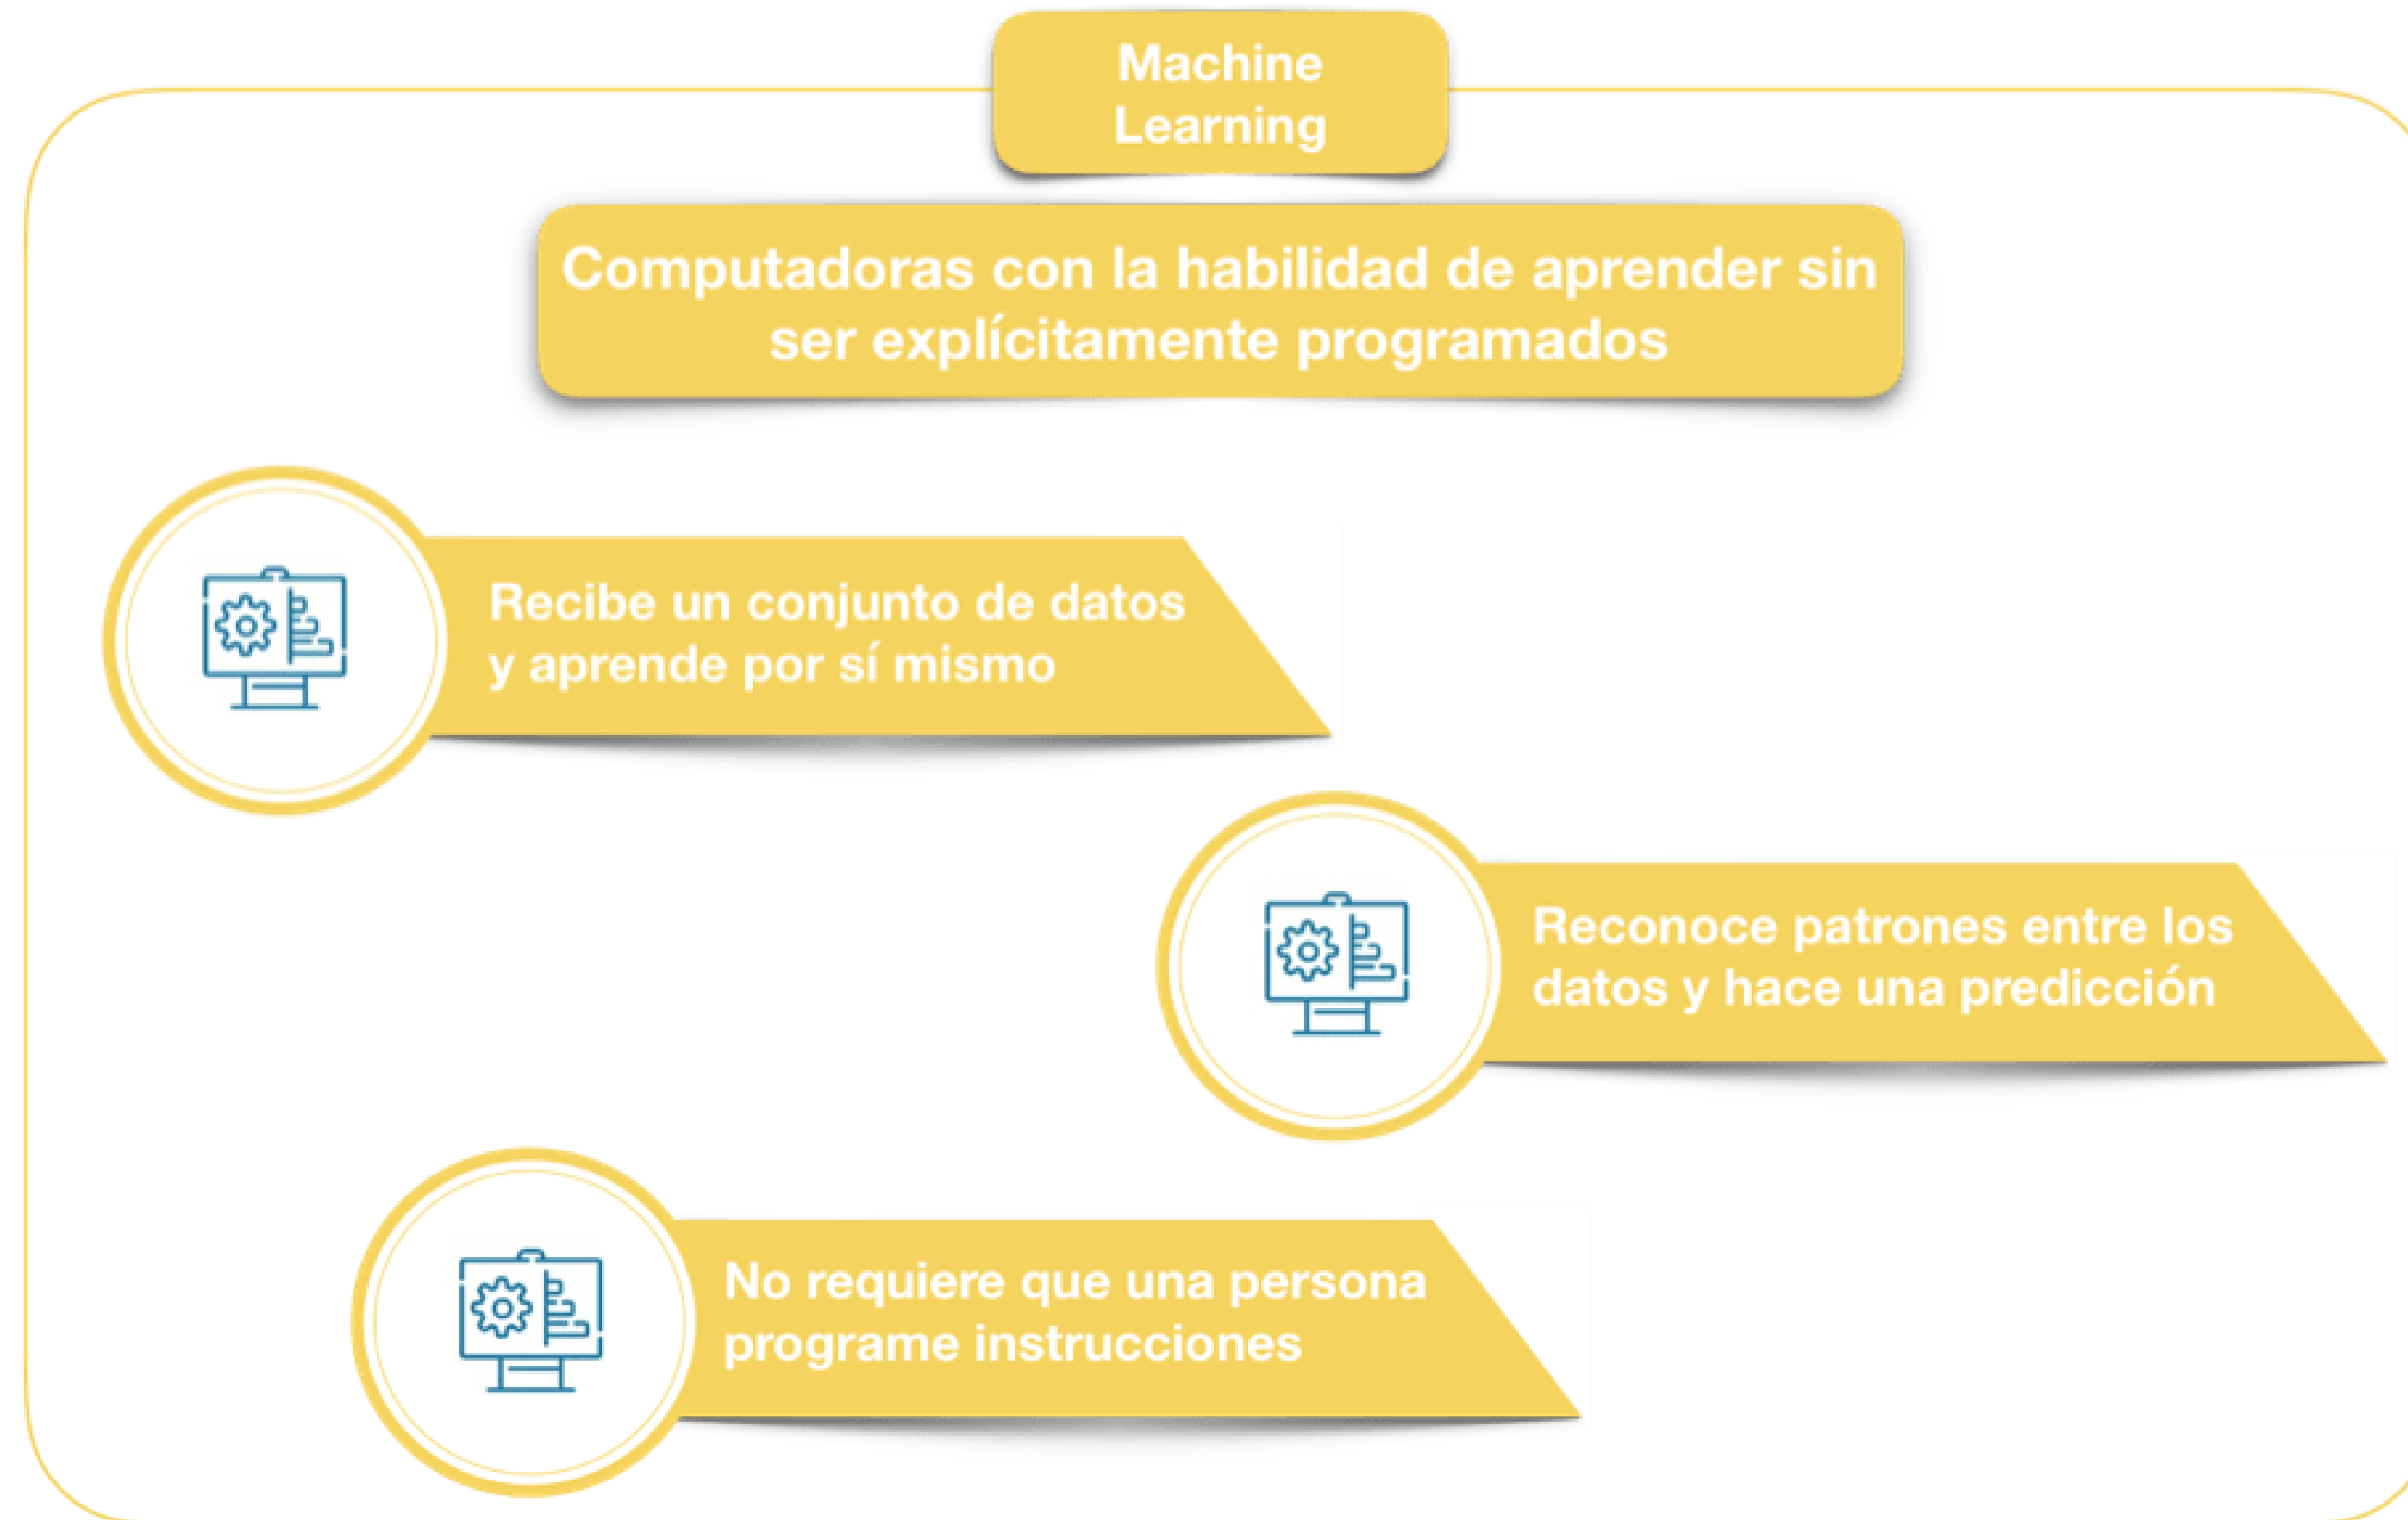 Machine
Learning
Computadoras con la habilidad de aprender sin
ser explícitamente programados
Recibe un conjunto de datos
y aprende por sí mismo
Reconoce patrones entre los
datos y hace una predicción
No requiere que una persona
programe instrucciones